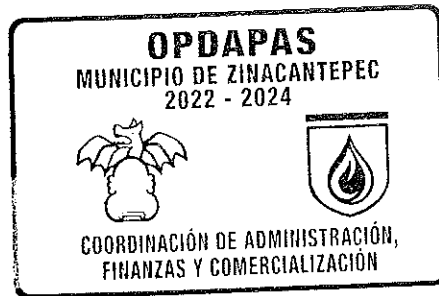 OPDAPAS
MUNICIPIO DE ZINACANTEPEC
2022 - 2024
COORDINACIÓN DE ADMINISTRACIÓN,
FINANZAS Y COMERCIALIZACIÓN